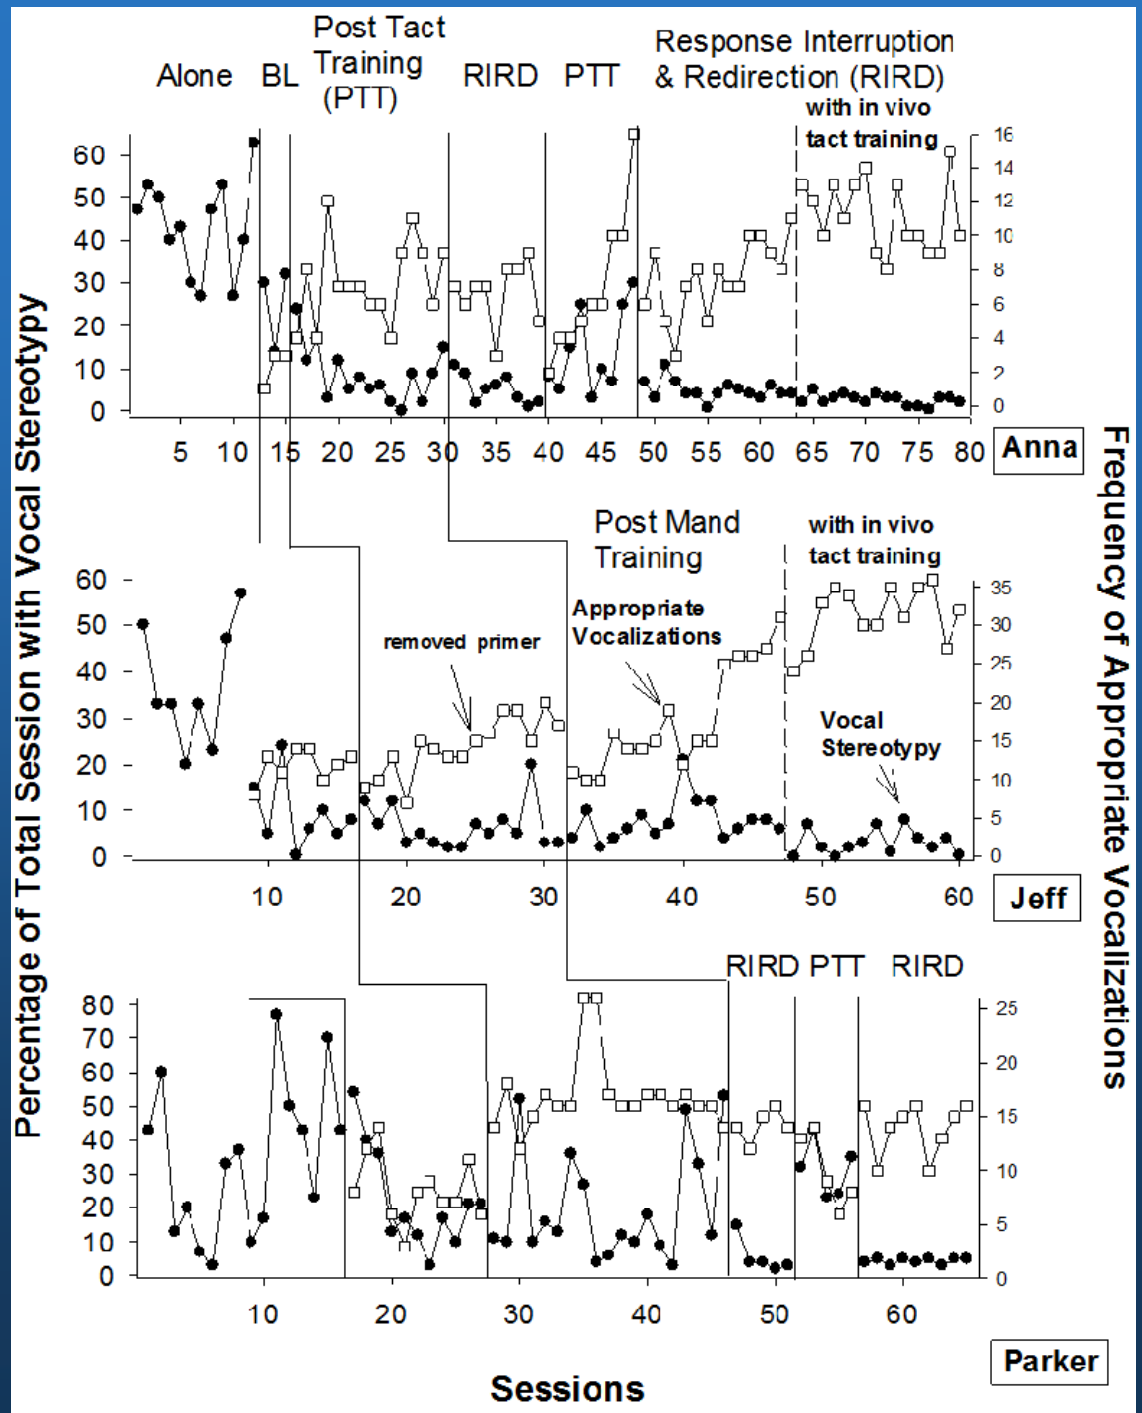 Post Tact
Training
(PTT)
Alone BL RIRD PTT
Response Interruption
& Redirection (RIRD)
with in vivo
tact training
60
50
40
30
20
10
0
16
14
12
10
8
6
4
2
0
5 10 15 20 25 30 35 40 45 50 55 60 65 70 75 80
Anna
Percentage of Total Session with Vocal Stereotypy
Frequency of Appropriate Vocalizations
Post Mand
Training
with in vivo
tact training
removed primer
Appropriate
Vocalizations
Vocal
Stereotypy
60
50
40
30
20
10
0
35
30
25
20
15
10
5
0
10 20 30 40 50 60
Jeff
RIRD PTT RIRD
80
70
60
50
40
30
20
10
0
25
20
15
10
5
0
10 20 30 40 50 60
Parker
Sessions